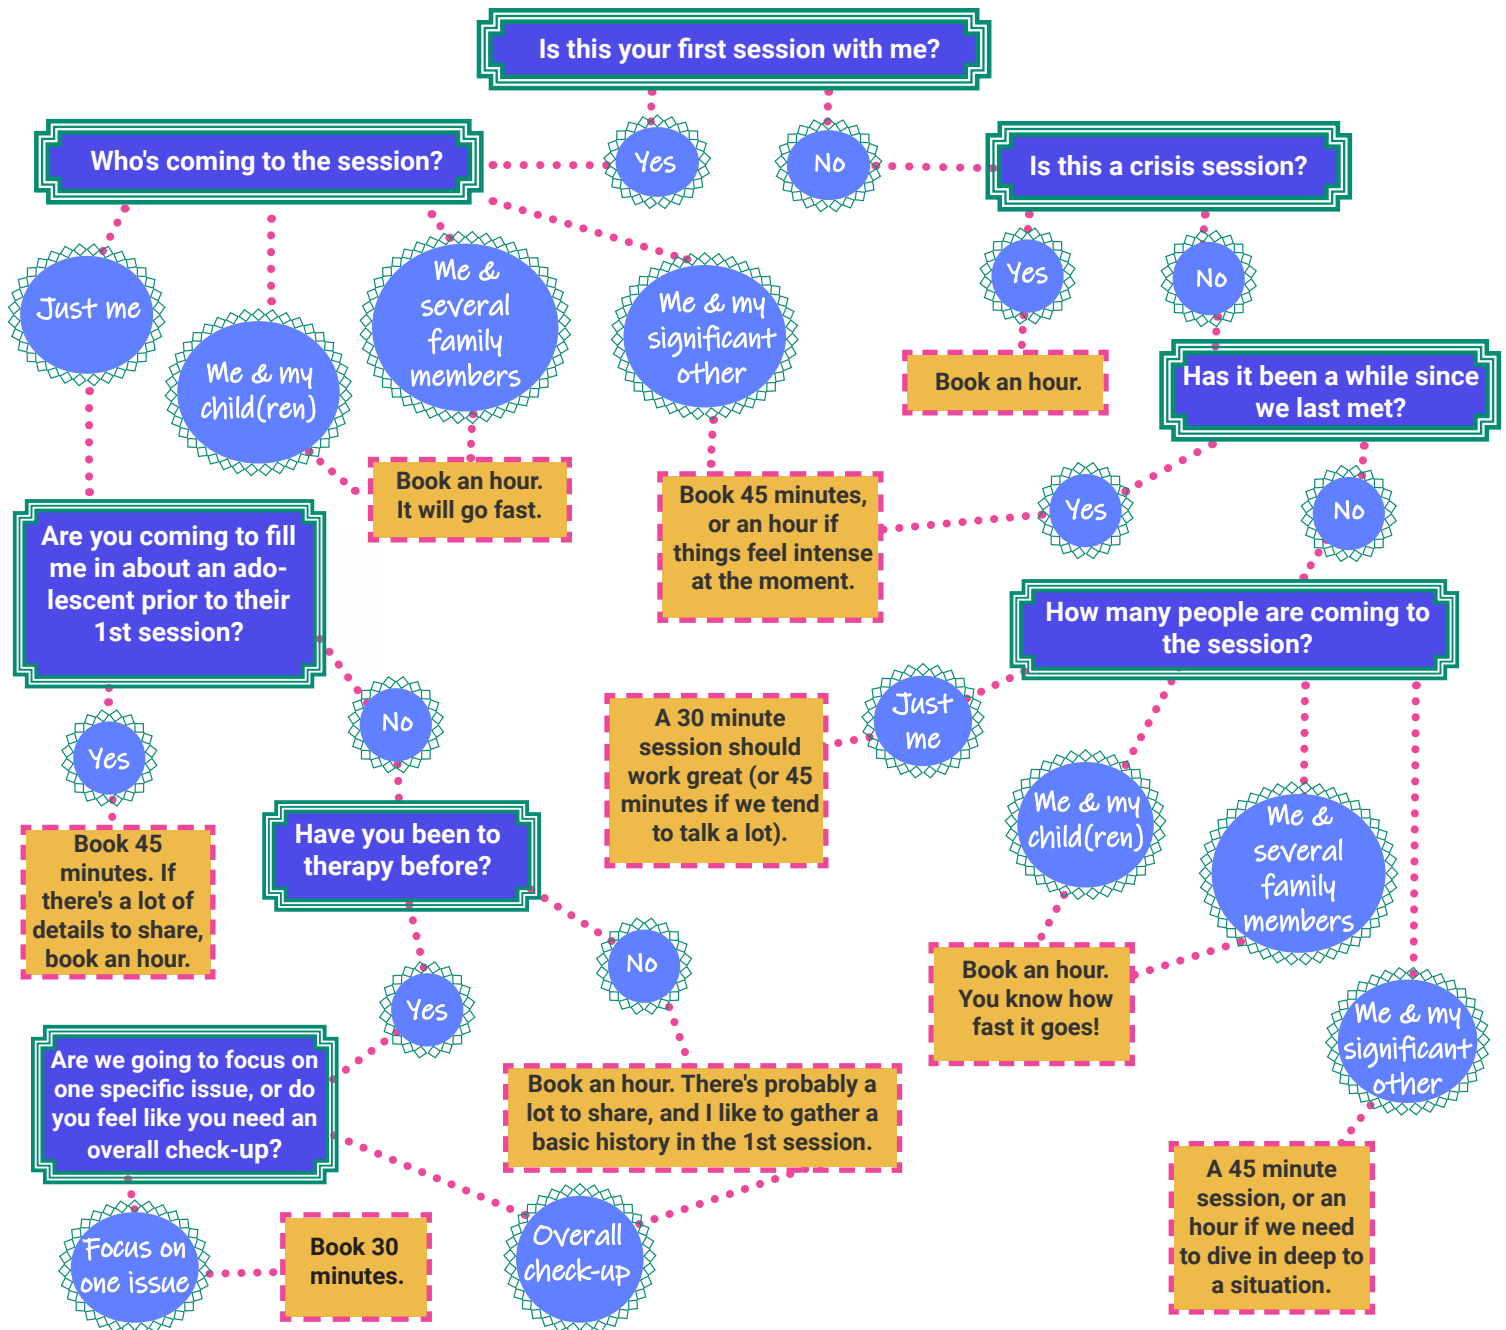 Is this your first session with me?
Who's coming to the session?
Yes
No
Is this a crisis session?
Just me
Me & my
child(ren)
Me &
several
family
members
Me & my
significant
other
Yes
No
Book an hour.
Has it been a while since
we last met?
Book an hour.
It will go fast.
Book 45 minutes,
or an hour if
things feel intense
at the moment.
Yes
No
Are you coming to fill
me in about an ado-
lescent prior to their
1st session?
How many people are coming to
the session?
Yes
No
A 30 minute
session should
work great (or 45
minutes if we tend
to talk a lot).
Just
me
Me & my
child(ren)
Me &
several
family
members
Book 45
minutes. If
there's a lot of
details to share,
book an hour.
Have you been to
therapy before?
Yes
No
Book an hour.
You know how
fast it goes!
Me & my
significant
other
Are we going to focus on
one specific issue, or do
you feel like you need an
overall check-up?
Book an hour. There's probably a
lot to share, and I like to gather a
basic history in the 1st session.
A 45 minute
session, or an
hour if we need
to dive in deep to
a situation.
Focus on
one issue
Book 30
minutes.
Overall
check-up